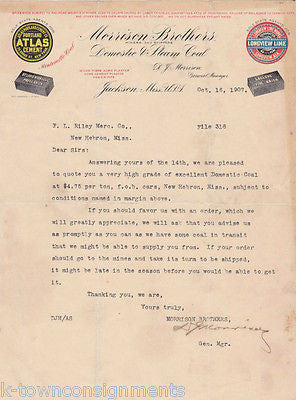 Morrison Brothers
Domestic & Steam Coal
D. J. Morrison
General Manager
PORTLAND
ATLAS
CEMENT
LONGVIEW LIME
Jackson, Miss. U.S.A. Oct. 16, 1907.
F. L. Riley Merc. Co., File 318
New Hebron, Miss.
Dear Sirs:
Answering yours of the 14th, we are pleased to
quote you a very high grade of excellent Domestic Coal
at $4.75 per ton, f.o.b. cars, New Hebron, Miss., subject to
conditions named in margin above.
If you should favor us with an order, which we
will greatly appreciate, we will ask that you advise us
as promptly as you can as we have some coal in transit
that we might be able to supply you from. If your order
should go to the mines and take its turn to be shipped,
it might be late in the season before you would be able to
get it.
Thanking you, we are,
Yours truly,
DJM/AS MORRISON BROTHERS,
D J Morrison
Gen. Mgr.
k-townconsignments